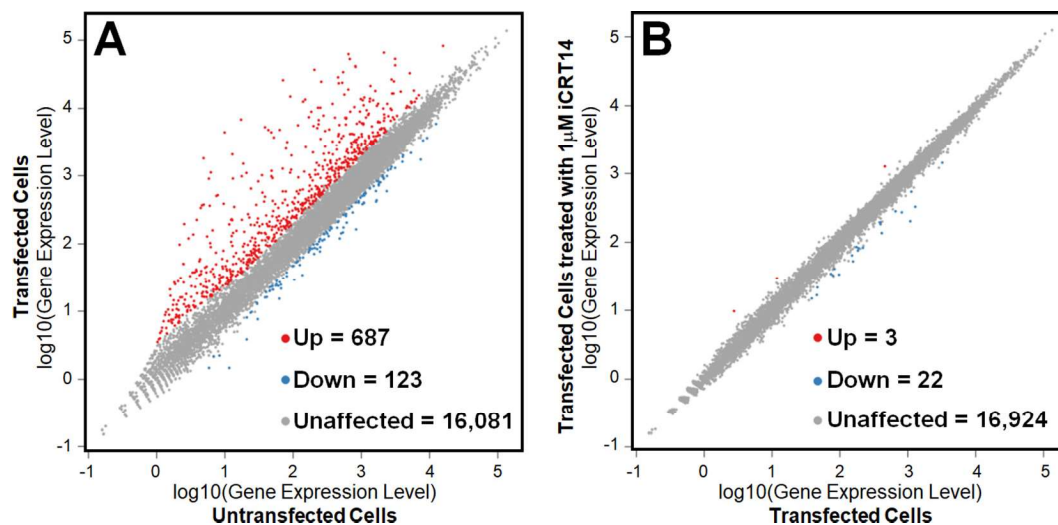 A
Transfected Cells
log10(Gene Expression Level)
5
4
3
2
1
0
-1
Up = 687
Down = 123
Unaffected = 16,081
-1 0 1 2 3 4 5
log10(Gene Expression Level)
Untransfected Cells
B
Transfected Cells treated with 1μM iCRT14
log10(Gene Expression Level)
5
4
3
2
1
0
-1
Up = 3
Down = 22
Unaffected = 16,924
-1 0 1 2 3 4 5
log10(Gene Expression Level)
Transfected Cells